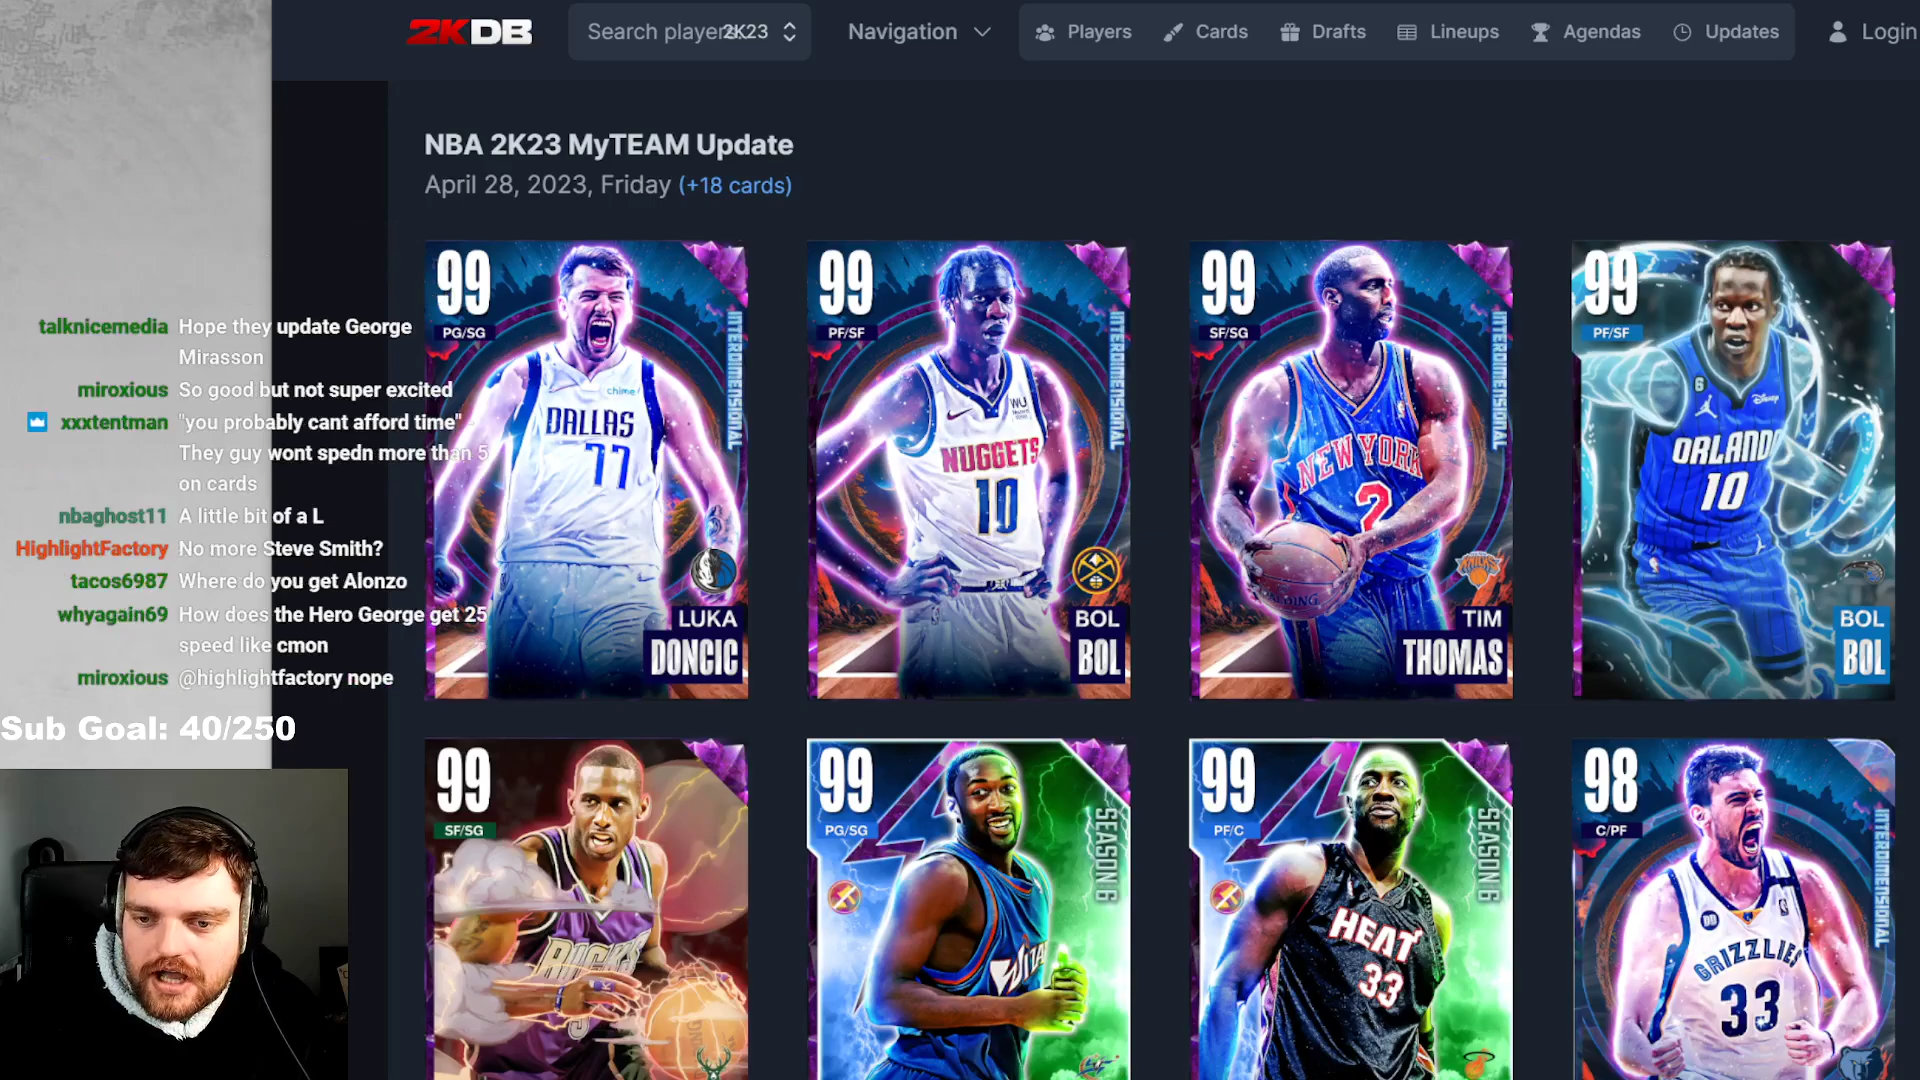 2KDB
Search player
2K23
Navigation
Players
Cards
Drafts
Lineups
Agendas
Updates
Login
NBA 2K23 MyTEAM Update
April 28, 2023, Friday (+18 cards)
99
PG/SG
INTERDIMENSIONAL
chime
DALLAS
77
LUKA
DONCIC
99
PF/SF
INTERDIMENSIONAL
WU
NUGGETS
10
BOL
BOL
99
SF/SG
INTERDIMENSIONAL
NEW YORK
2
KNICKS
TIM
THOMAS
99
PF/SF
6
Disney
ORLANDO
10
BOL
BOL
talknicemedia Hope they update George
Mirasson
miroxious So good but not super excited
xxxtentman "you probably cant afford time"
They guy wont spedn more than 5
on cards
nbaghost11 A little bit of a L
HighlightFactory No more Steve Smith?
tacos6987 Where do you get Alonzo
whyagain69 How does the Hero George get 25
speed like cmon
miroxious @highlightfactory nope
Sub Goal: 40/250
99
SF/SG
BUCKS
99
PG/SG
SEASON 6
99
PF/C
SEASON 6
HEAT
33
98
C/PF
INTERDIMENSIONAL
GRIZZLIES
33